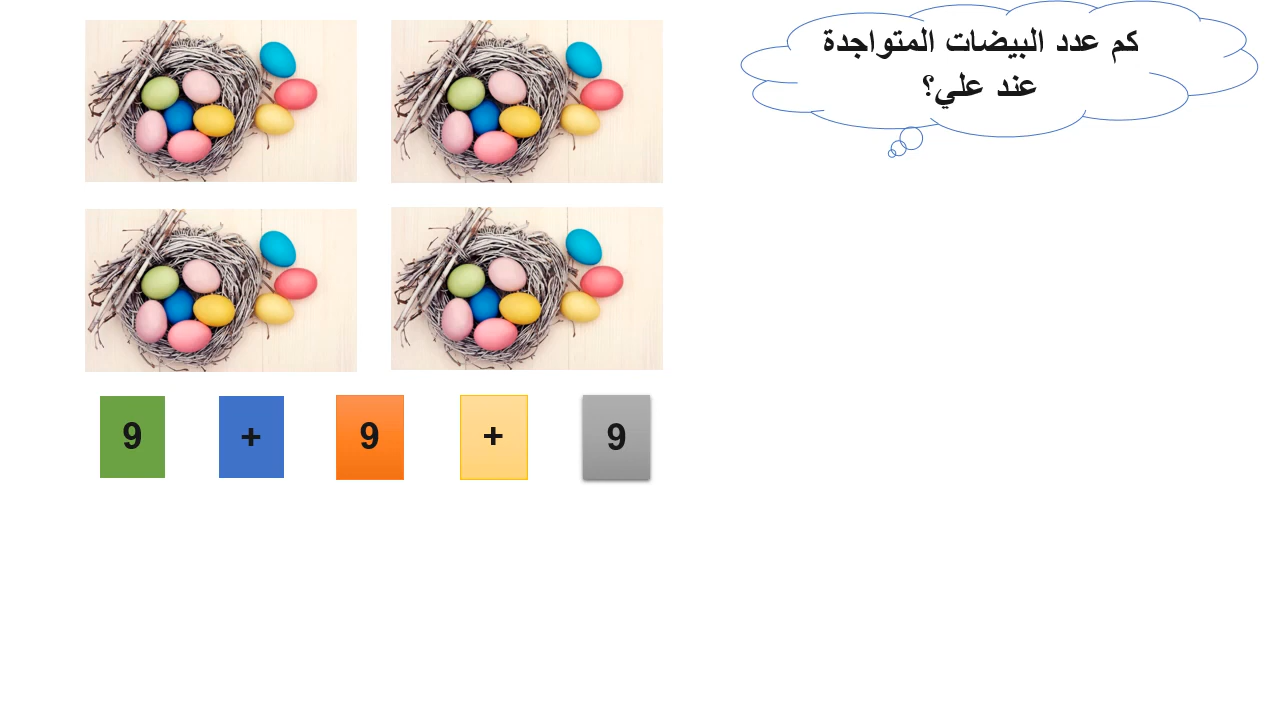 كم عدد البيضات المتواجدة
عند علي؟
9 + 9 + 9